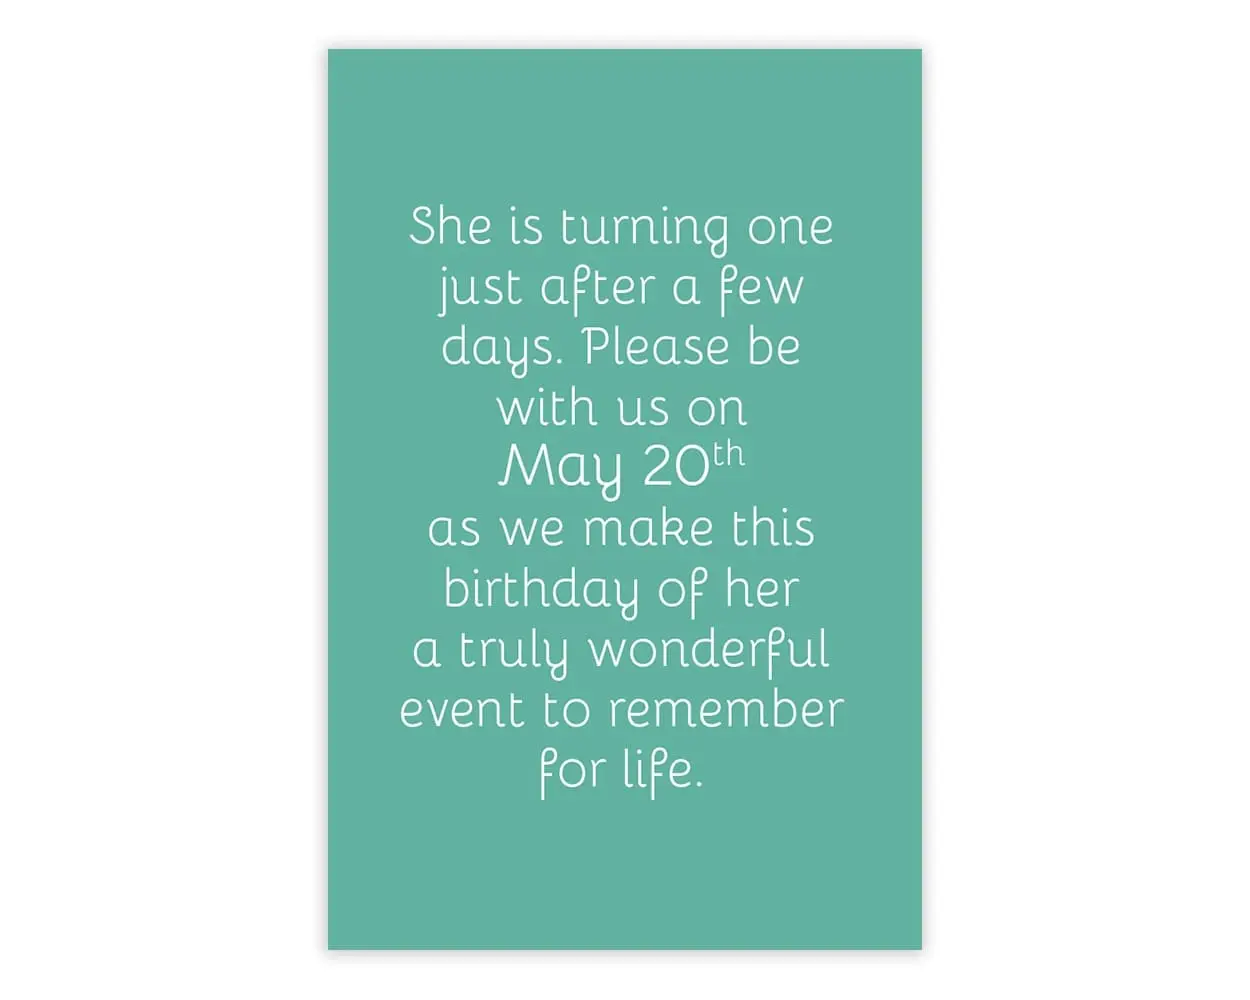 She is turning one
just after a few
days. Please be
with us on
May 20th
as we make this
birthday of her
a truly wonderful
event to remember
for life.